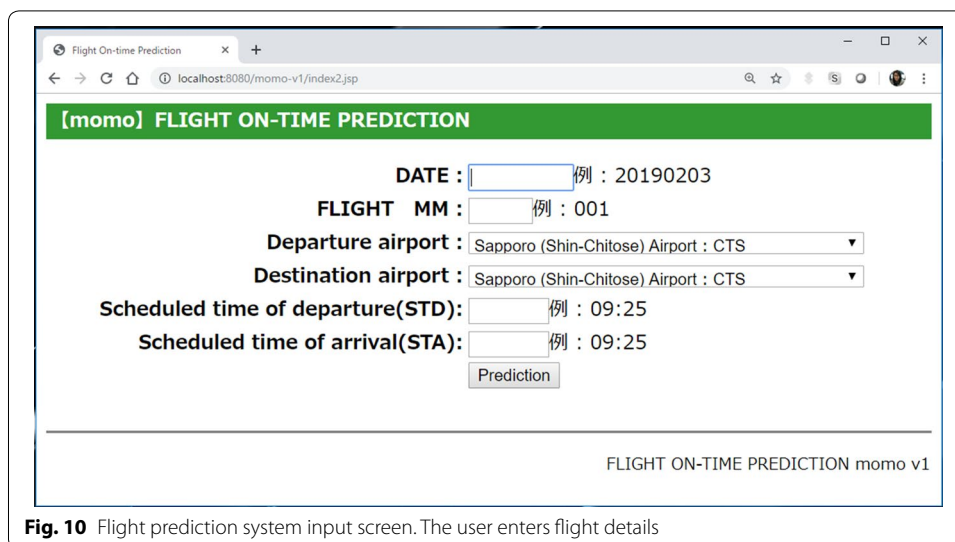 Flight On-time Prediction
localhost:8080/momo-v1/index2.jsp
【momo】FLIGHT ON-TIME PREDICTION
DATE : 例 : 20190203
FLIGHT MM : 例 : 001
Departure airport : Sapporo (Shin-Chitose) Airport : CTS
Destination airport : Sapporo (Shin-Chitose) Airport : CTS
Scheduled time of departure(STD): 例 : 09:25
Scheduled time of arrival(STA): 例 : 09:25
Prediction
FLIGHT ON-TIME PREDICTION momo v1
Fig. 10 Flight prediction system input screen. The user enters flight details